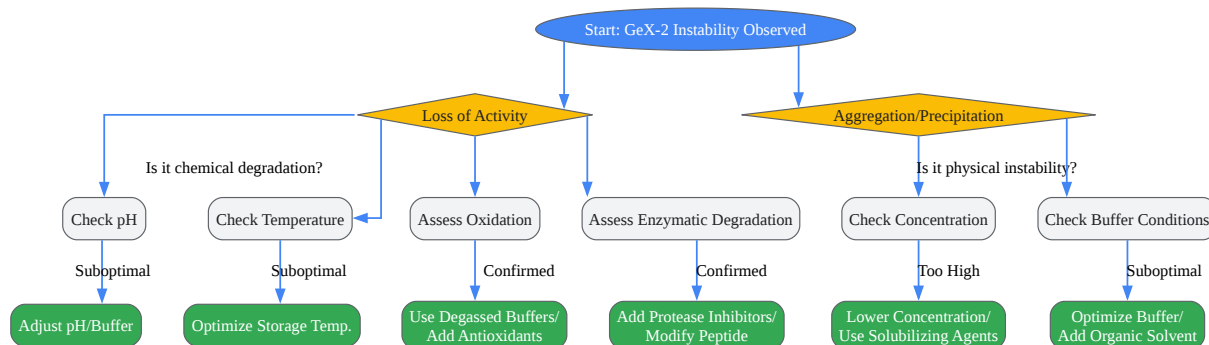 Start: GeX-2 Instability Observed
Loss of Activity
Aggregation/Precipitation
Is it chemical degradation?
Is it physical instability?
Check pH
Check Temperature
Assess Oxidation
Assess Enzymatic Degradation
Check Concentration
Check Buffer Conditions
Suboptimal
Suboptimal
Confirmed
Confirmed
Too High
Suboptimal
Adjust pH/Buffer
Optimize Storage Temp.
Use Degassed Buffers/
Add Antioxidants
Add Protease Inhibitors/
Modify Peptide
Lower Concentration/
Use Solubilizing Agents
Optimize Buffer/
Add Organic Solvent